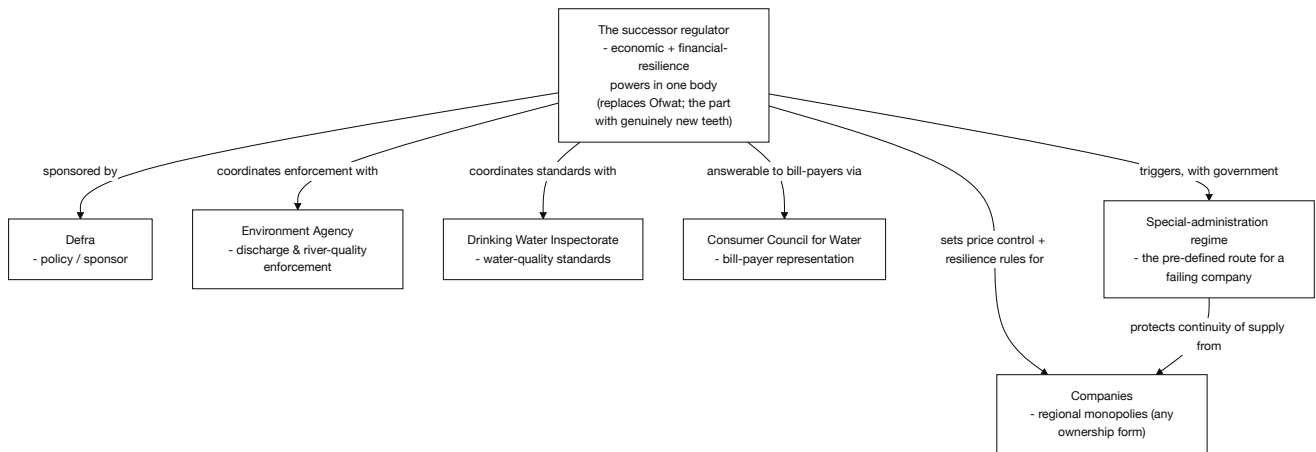 The successor regulator
- economic + financial-
resilience
powers in one body
(replaces Ofwat; the part
with genuinely new teeth)
sponsored by
coordinates enforcement with
coordinates standards with
answerable to bill-payers via
triggers, with government
Defra
- policy / sponsor
Environment Agency
- discharge & river-quality
enforcement
Drinking Water Inspectorate
- water-quality standards
Consumer Council for Water
- bill-payer representation
sets price control +
resilience rules for
Special-administration
regime
- the pre-defined route for a
failing company
protects continuity of supply
from
Companies
- regional monopolies (any
ownership form)